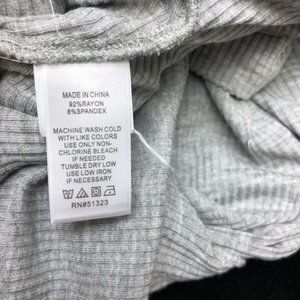 MADE IN CHINA
92%RAYON
8%SPANDEX
MACHINE WASH COLD
WITH LIKE COLORS
USE ONLY NON-
CHLORINE BLEACH
IF NEEDED
TUMBLE DRY LOW
USE LOW IRON
IF NECESSARY
RN#51323